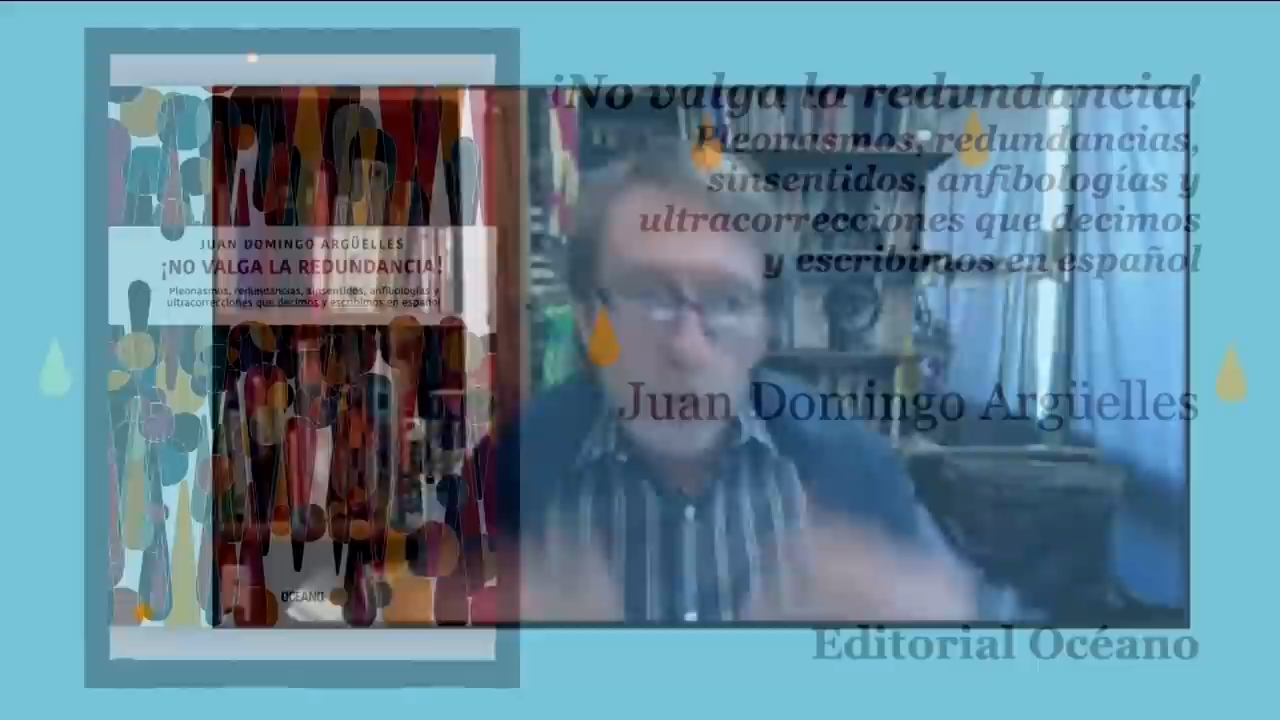 JUAN DOMINGO ARGÜELLES
¡NO VALGA LA REDUNDANCIA!
Pleonasmos, redundancias, sinsentidos, anfibologías y
ultracorrecciones que decimos y escribimos en español
OCEANO
¡No valga la redundancia!
Pleonasmos, redundancias,
sinsentidos, anfibologías y
ultracorrecciones que decimos
y escribimos en español
Juan Domingo Argüelles
Editorial Océano